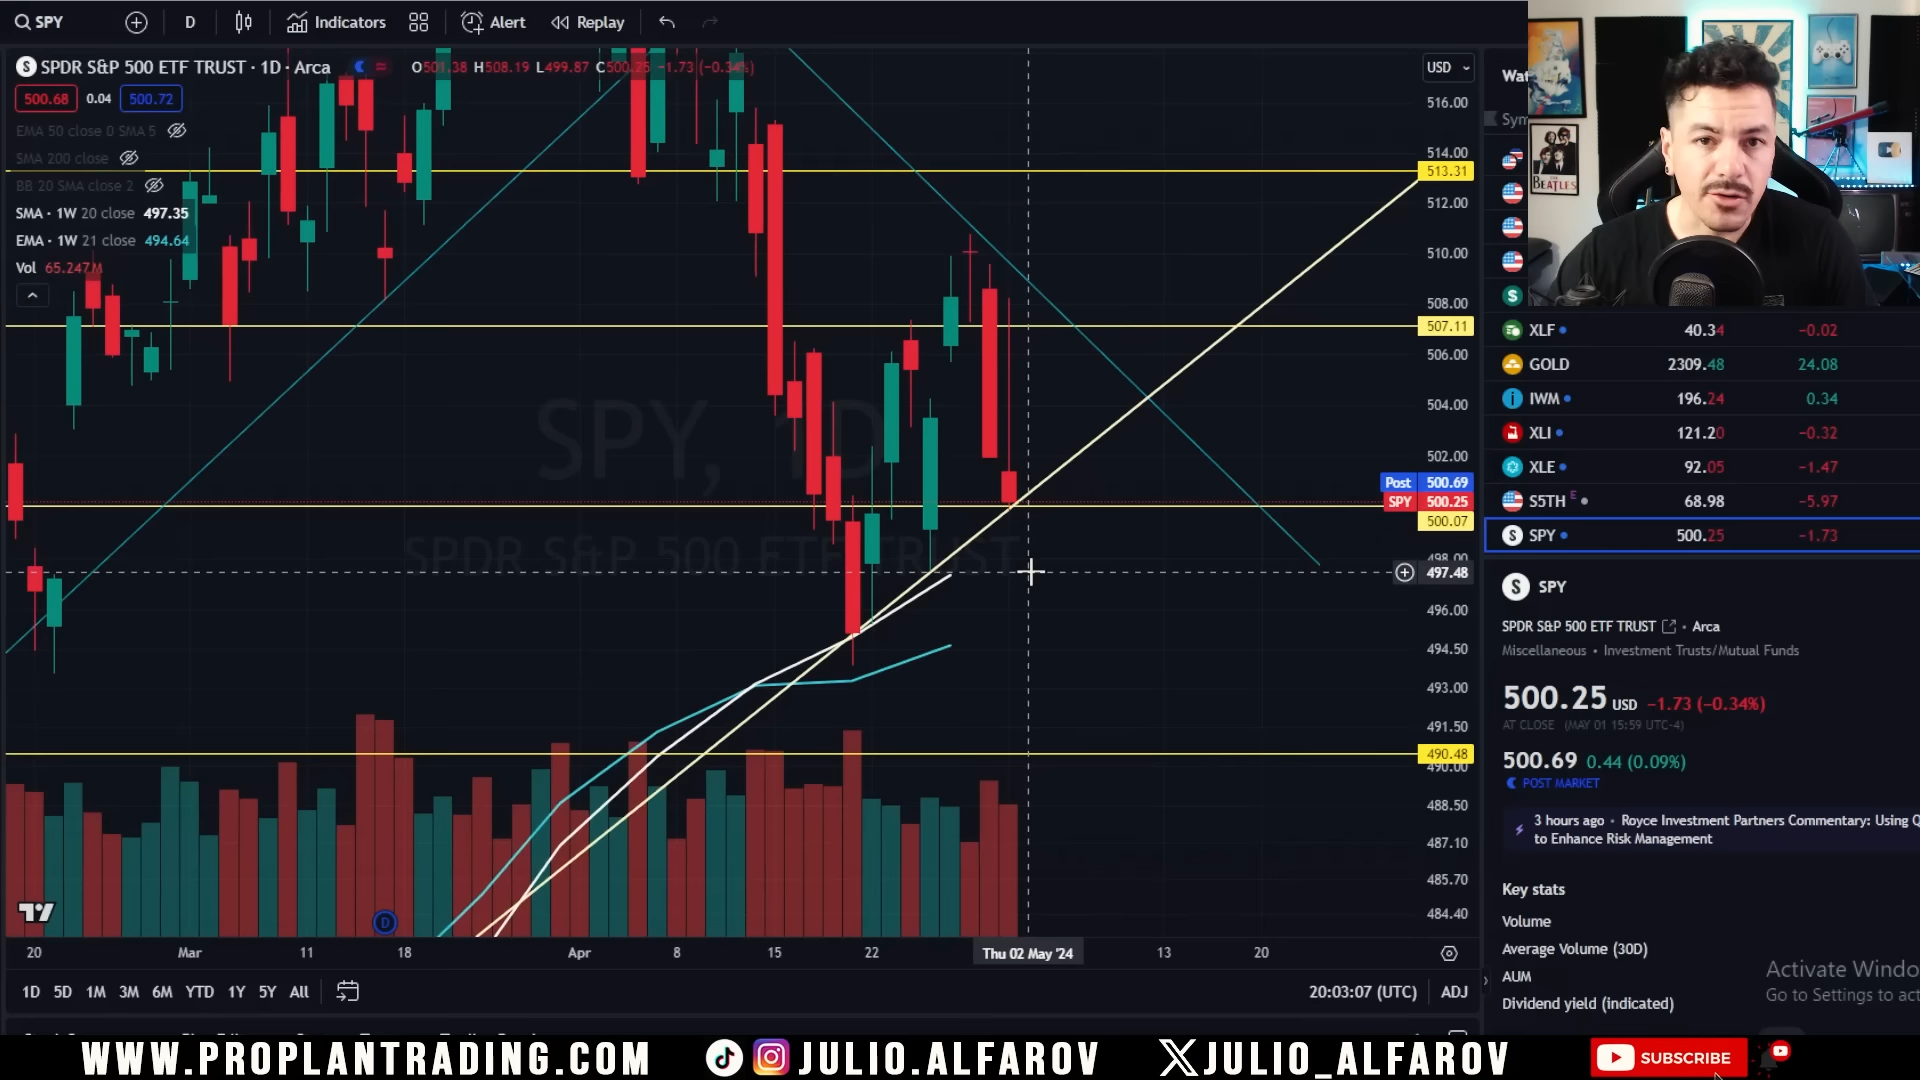 SPY
D
Indicators
Alert
Replay
SPDR S&P 500 ETF TRUST · 1D · Arca
O501.38 H508.19 L499.87 C500.25 −1.73 (−0.34%)
USD
500.68 0.04 500.72
EMA 50 close 0 SMA 5
SMA 200 close
BB 20 SMA close 2
SMA · 1W 20 close 497.35
EMA · 1W 21 close 494.64
Vol 65.247M
SPY, 1D
SPDR S&P 500 ETF TRUST
516.00
514.00
513.31
512.00
510.00
508.00
507.11
506.00
504.00
502.00
Post 500.69
SPY 500.25
500.07
498.00
497.48
496.00
494.50
493.00
491.50
490.48
490.00
488.50
487.10
485.70
484.40
D
20 Mar 11 18 Apr 8 15 22 Thu 02 May '24 13 20
1D 5D 1M 3M 6M YTD 1Y 5Y All
20:03:07 (UTC) ADJ
Wat
Sym
THE BEATLES
XLF 40.34 −0.02
GOLD 2309.48 24.08
IWM 196.24 0.34
XLI 121.20 −0.32
XLE 92.05 −1.47
S5TH E 68.98 −5.97
SPY 500.25 −1.73
SPY
SPDR S&P 500 ETF TRUST · Arca
Miscellaneous • Investment Trusts/Mutual Funds
500.25 USD −1.73 (−0.34%)
AT CLOSE (MAY 01 15:59 UTC-4)
500.69 0.44 (0.09%)
POST MARKET
3 hours ago • Royce Investment Partners Commentary: Using Q
to Enhance Risk Management
Key stats
Volume
Average Volume (30D)
AUM
Dividend yield (indicated)
Activate Windo
Go to Settings to act
WWW.PROPLANTRADING.COM
JULIO.ALFAROV
JULIO_ALFAROV
SUBSCRIBE